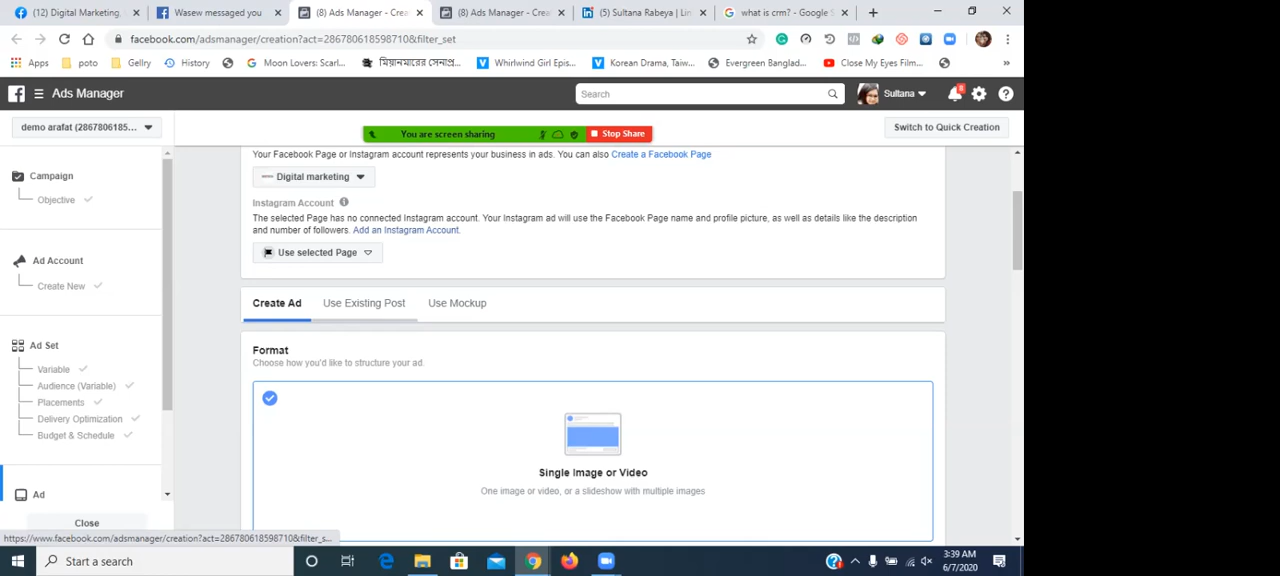 (12) Digital Marketing,
Wasew messaged you
(8) Ads Manager - Crea
(8) Ads Manager - Crea
(5) Sultana Rabeya | Lin
what is crm? - Google S
facebook.com/adsmanager/creation?act=286780618598710&filter_set
Apps
poto
Gellry
History
Moon Lovers: Scarl...
মিয়ানমারের সেনাপ্র...
Whirlwind Girl Epis...
Korean Drama, Taiw...
Evergreen Banglad...
Close My Eyes Film...
Ads Manager
Search
Sultana
demo arafat (2867806185...
You are screen sharing
Stop Share
Switch to Quick Creation
Campaign
Objective
Ad Account
Create New
Ad Set
Variable
Audience (Variable)
Placements
Delivery Optimization
Budget & Schedule
Ad
Close
Your Facebook Page or Instagram account represents your business in ads. You can also Create a Facebook Page
Digital marketing
Instagram Account
The selected Page has no connected Instagram account. Your Instagram ad will use the Facebook Page name and profile picture, as well as details like the description
and number of followers. Add an Instagram Account.
Use selected Page
Create Ad Use Existing Post Use Mockup
Format
Choose how you'd like to structure your ad.
Single Image or Video
One image or video, or a slideshow with multiple images
https://www.facebook.com/adsmanager/creation?act=286780618598710&filter_s...
Start a search
3:39 AM
6/7/2020